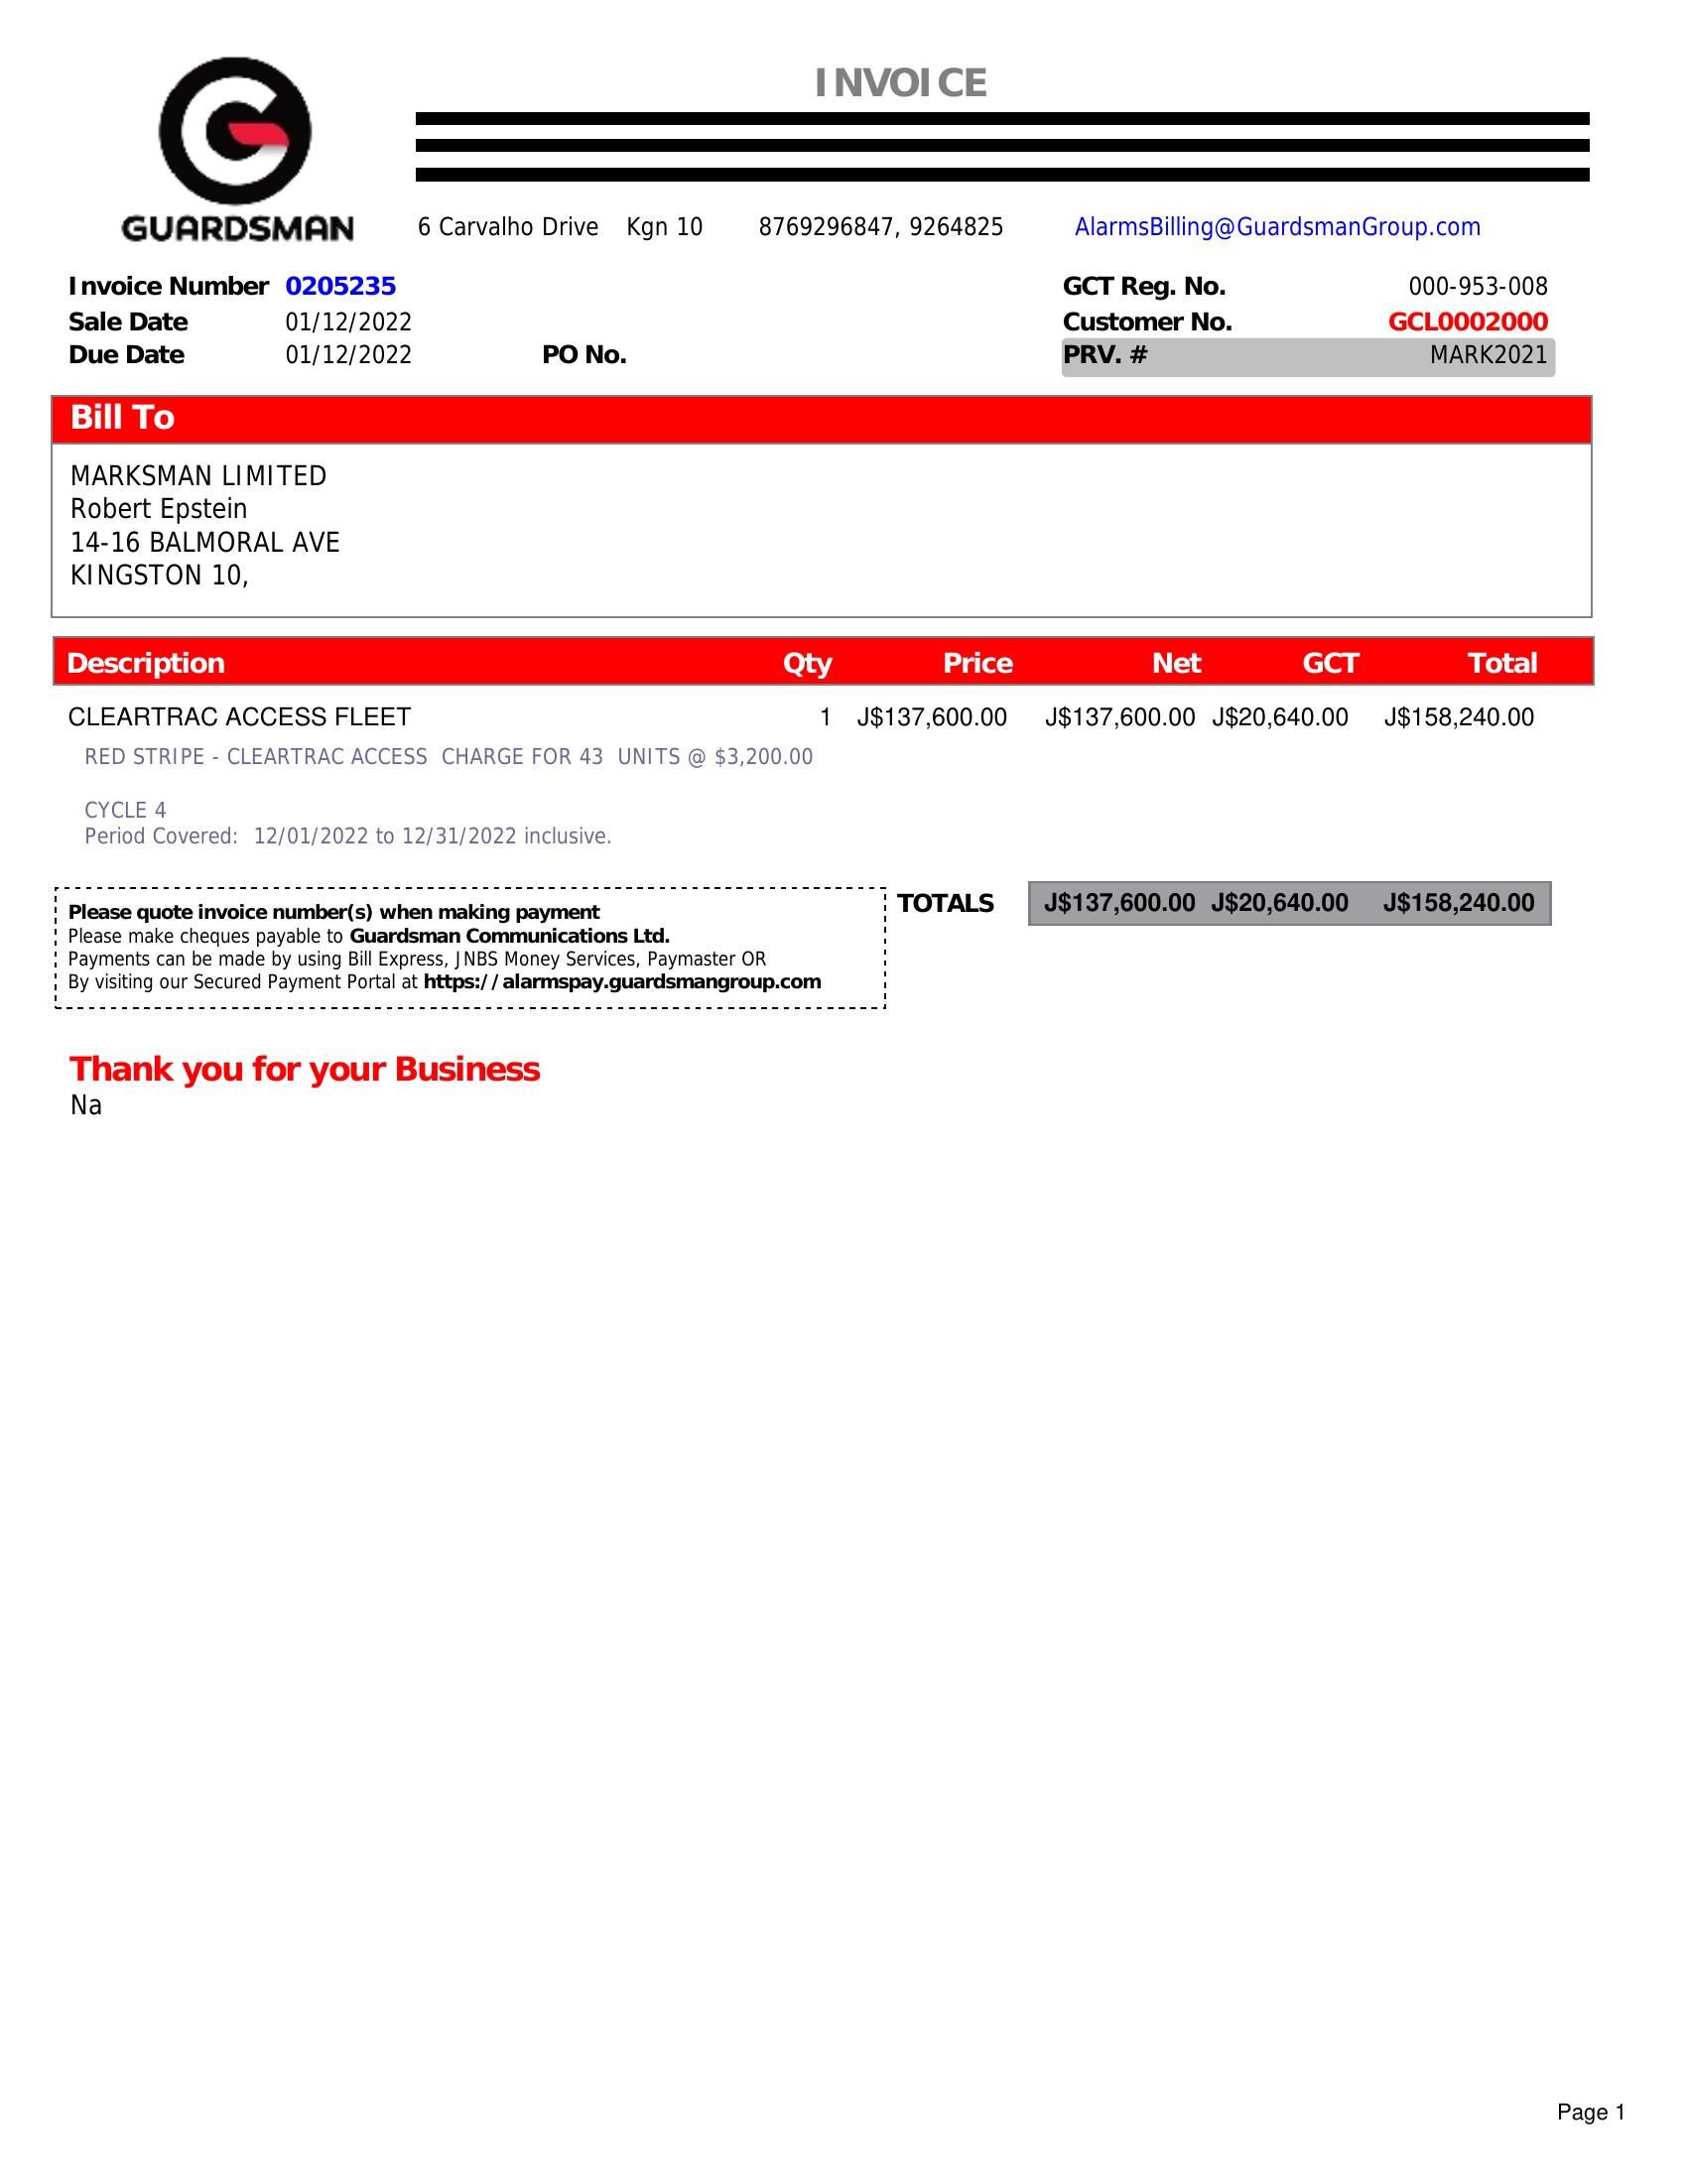 INVOICE
GUARDSMAN
6 Carvalho Drive Kgn 10 8769296847, 9264825 AlarmsBilling@GuardsmanGroup.com
Invoice Number 0205235 GCT Reg. No. 000-953-008
Sale Date 01/12/2022 Customer No. GCL0002000
Due Date 01/12/2022 PO No. PRV. # MARK2021
Bill To
MARKSMAN LIMITED
Robert Epstein
14-16 BALMORAL AVE
KINGSTON 10,
Description Qty Price Net GCT Total
CLEARTRAC ACCESS FLEET 1 J$137,600.00 J$137,600.00 J$20,640.00 J$158,240.00
RED STRIPE - CLEARTRAC ACCESS CHARGE FOR 43 UNITS @ $3,200.00
CYCLE 4
Period Covered: 12/01/2022 to 12/31/2022 inclusive.
TOTALS J$137,600.00 J$20,640.00 J$158,240.00
Please quote invoice number(s) when making payment
Please make cheques payable to Guardsman Communications Ltd.
Payments can be made by using Bill Express, JNBS Money Services, Paymaster OR
By visiting our Secured Payment Portal at https://alarmspay.guardsmangroup.com
Thank you for your Business
Na
Page 1